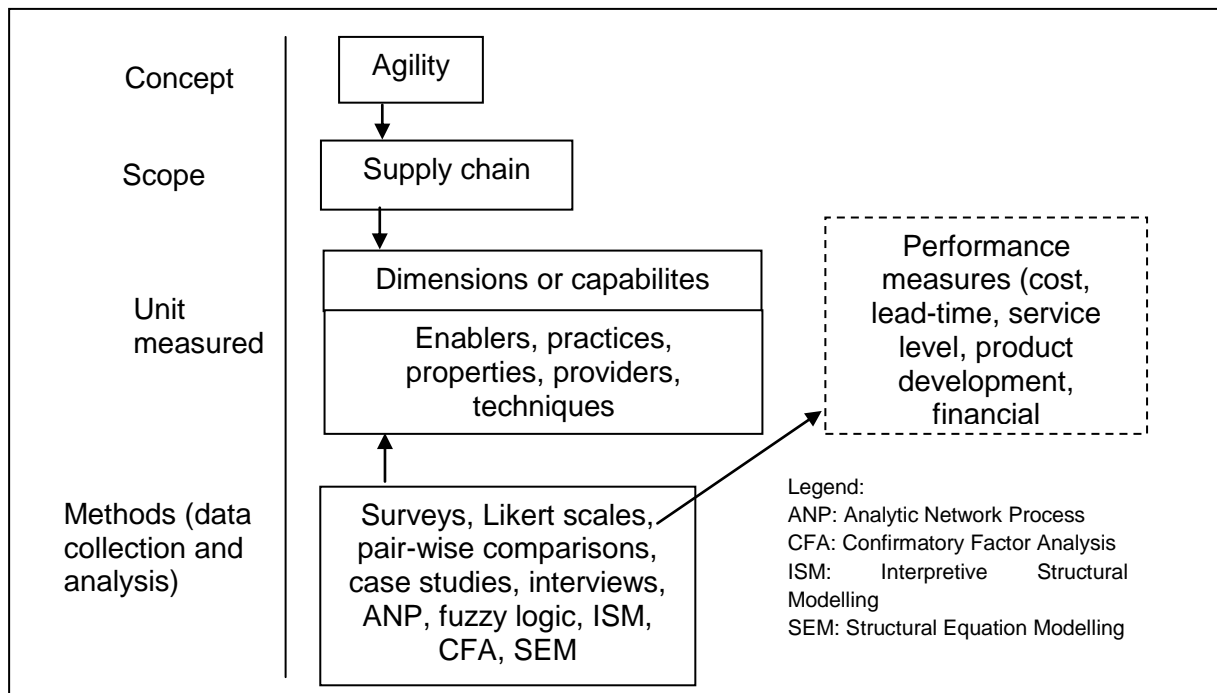 Concept
Agility
Scope
Supply chain
Unit
measured
Dimensions or capabilites
Enablers, practices,
properties, providers,
techniques
Performance
measures (cost,
lead-time, service
level, product
development,
financial
Methods (data
collection and
analysis)
Surveys, Likert scales,
pair-wise comparisons,
case studies, interviews,
ANP, fuzzy logic, ISM,
CFA, SEM
Legend:
ANP: Analytic Network Process
CFA: Confirmatory Factor Analysis
ISM: Interpretive Structural
Modelling
SEM: Structural Equation Modelling